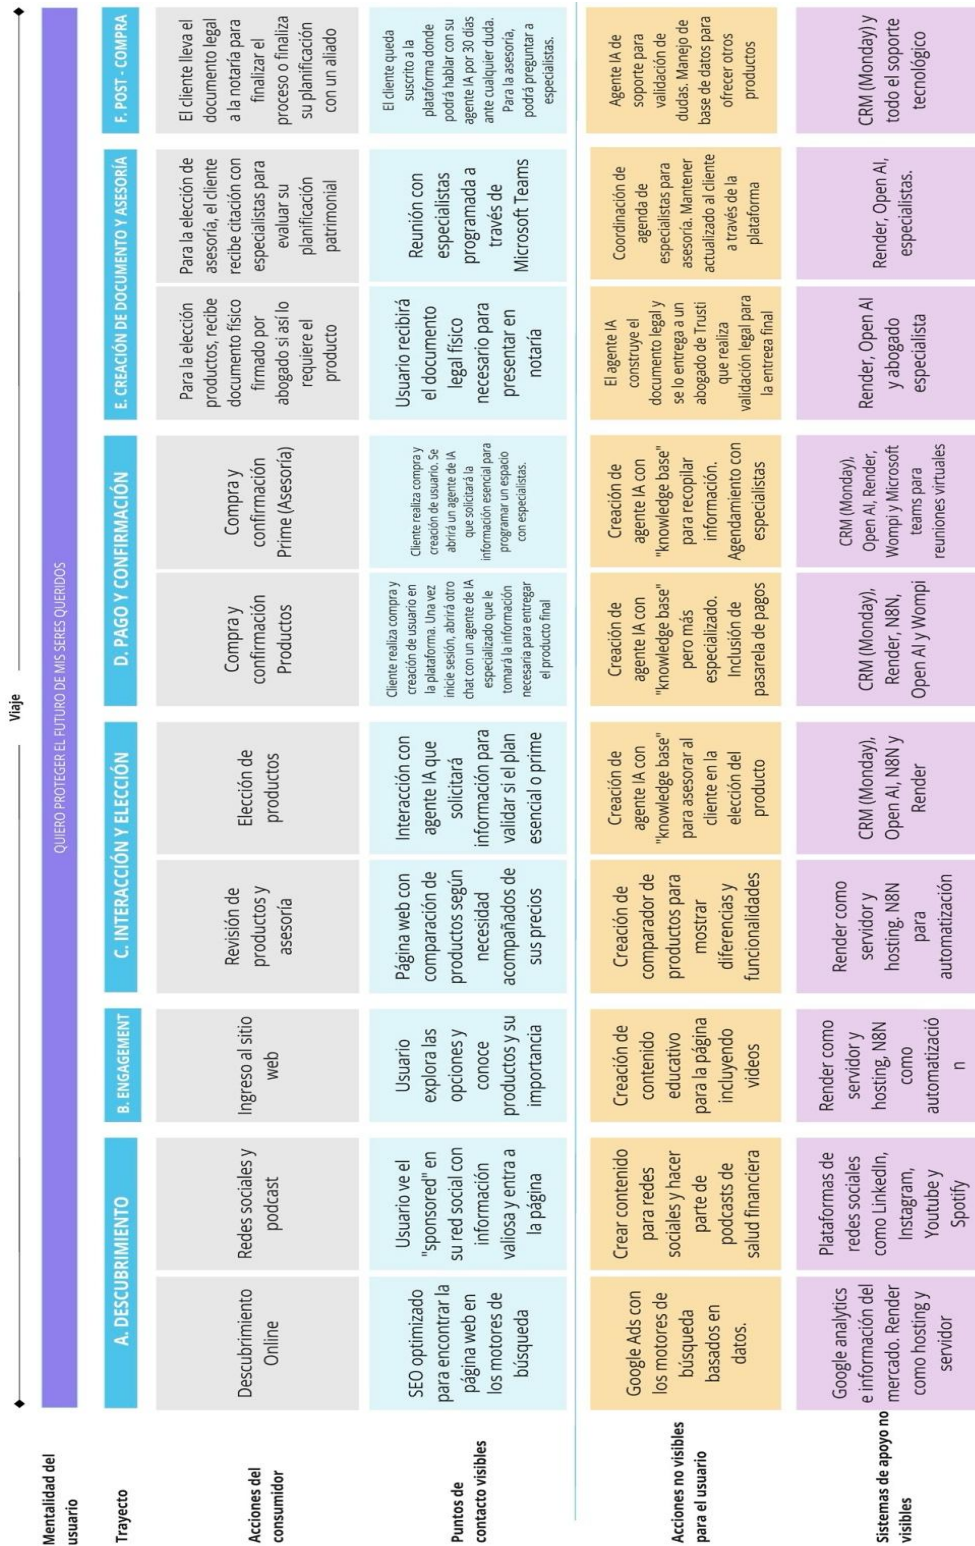 Viaje
Mentalidad del
usuario
QUIERO PROTEGER EL FUTURO DE MIS SERES QUERIDOS
Trayecto
A. DESCUBRIMIENTO
B. ENGAGEMENT
C. INTERACCIÓN Y ELECCIÓN
D. PAGO Y CONFIRMACIÓN
E. CREACIÓN DE DOCUMENTO Y ASESORÍA
F. POST - COMPRA
Acciones del
consumidor
Descubrimiento
Online
Redes sociales y
podcast
Ingreso al sitio
web
Revisión de
productos y
asesoría
Elección de
productos
Compra y
confirmación
Productos
Compra y
confirmación
Prime (Asesoría)
Para la elección
productos, recibe
documento físico
firmado por
abogado si así lo
requiere el
producto
Para la elección de
asesoría, el cliente
recibe citación con
especialistas para
evaluar su
planificación
patrimonial
El cliente lleva el
documento legal
a la notaría para
finalizar el
proceso o finaliza
su planificación
con un aliado
Puntos de
contacto visibles
SEO optimizado
para encontrar la
página web en
los motores de
búsqueda
Usuario ve el
"sponsored" en
su red social con
información
valiosa y entra a
la página
Usuario
explora las
opciones y
conoce
productos y su
importancia
Página web con
comparación de
productos según
necesidad
acompañados de
sus precios
Interacción con
agente IA que
solicitará
información para
validar si el plan
esencial o prime
Cliente realiza compra y
creación de usuario en
la plataforma. Una vez
inicie sesión, abrirá otro
chat con un agente de IA
especializado que le
tomará la información
necesaria para entregar
el producto final
Cliente realiza compra y
creación de usuario. Se
abrirá un agente de IA
que solicitará la
información esencial para
programar un espacio
con especialistas.
Usuario recibirá
el documento
legal físico
necesario para
presentar en
notaría
Reunión con
especialistas
programada a
través de
Microsoft Teams
El cliente queda
suscrito a la
plataforma donde
podrá hablar con su
agente IA por 30 días
ante cualquier duda.
Para la asesoría,
podrá preguntar a
especialitas.
Acciones no visibles
para el usuario
Google Ads con
los motores de
búsqueda
basados en
datos.
Crear contenido
para redes
sociales y hacer
parte de
podcasts de
salud financiera
Creación de
contenido
educativo
para la página
incluyendo
videos
Creación de
comparador de
productos para
mostrar
diferencias y
funcionalidades
Creación de
agente IA con
"knowledge base"
para asesorar al
cliente en la
elección del
producto
Creación de
agente IA con
"knowledge base"
pero más
especializado.
Inclusión de
pasarela de pagos
Creación de
agente IA con
"knowledge base"
para recopilar
información.
Agendamiento con
especialistas
El agente IA
construye el
documento legal y
se lo entrega a un
abogado de Trusti
que realiza
validación legal para
la entrega final
Coordinación de
agenda de
especialistas para
asesoría. Mantener
actualizado al cliente
a través de la
plataforma
Agente IA de
soporte para
validación de
dudas. Manejo de
base de datos para
ofrecer otros
productos
Sistemas de apoyo no
visibles
Google analytics
e información del
mercado. Render
como hosting y
servidor
Plataformas de
redes sociales
como LinkedIn,
Instagram,
Youtube y
Spotify
Render como
servidor y
hosting, N8N
como
automatizació
n
Render como
servidor y
hosting. N8N
para
automatización
CRM (Monday),
Open AI, N8N y
Render
CRM (Monday),
Render, N8N,
Open AI y Wompi
CRM (Monday),
Open AI, Render,
Wompi y Microsoft
teams para
reuniones virtuales
Render, Open AI
y abogado
especialista
Render, Open AI,
especialistas.
CRM (Monday) y
todo el soporte
tecnológico